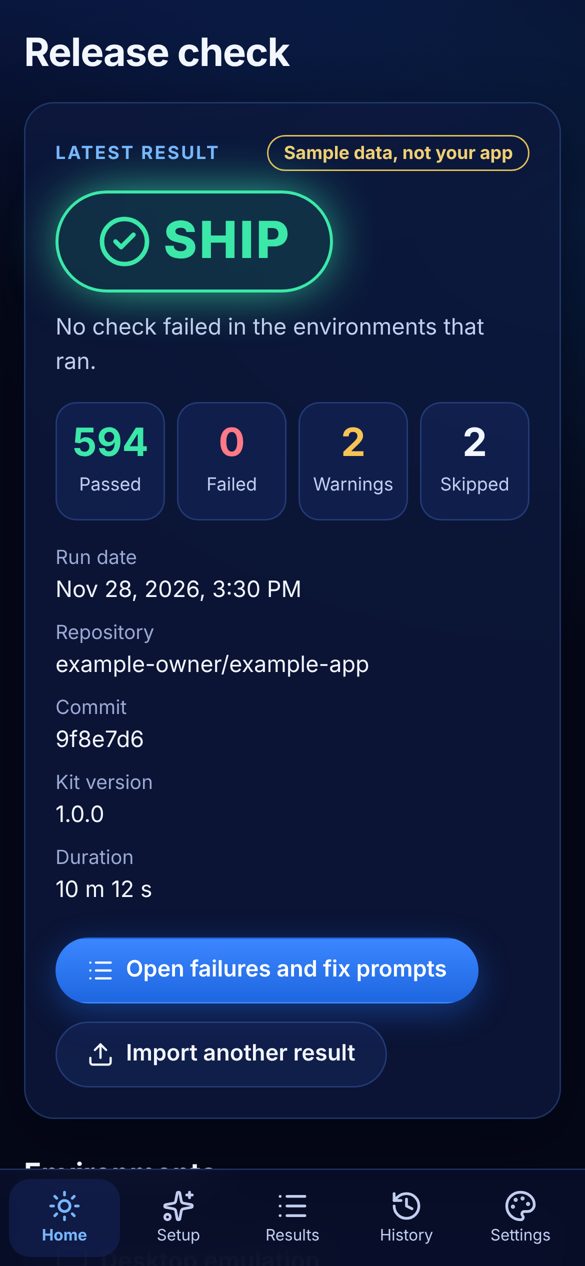 Release check
LATEST RESULT
Sample data, not your app
SHIP
No check failed in the environments that
ran.
594
Passed
0
Failed
2
Warnings
2
Skipped
Run date
Nov 28, 2026, 3:30 PM
Repository
example-owner/example-app
Commit
9f8e7d6
Kit version
1.0.0
Duration
10 m 12 s
Open failures and fix prompts
Import another result
Environments
Home
Setup
Results
History
Settings
Desktop emulation